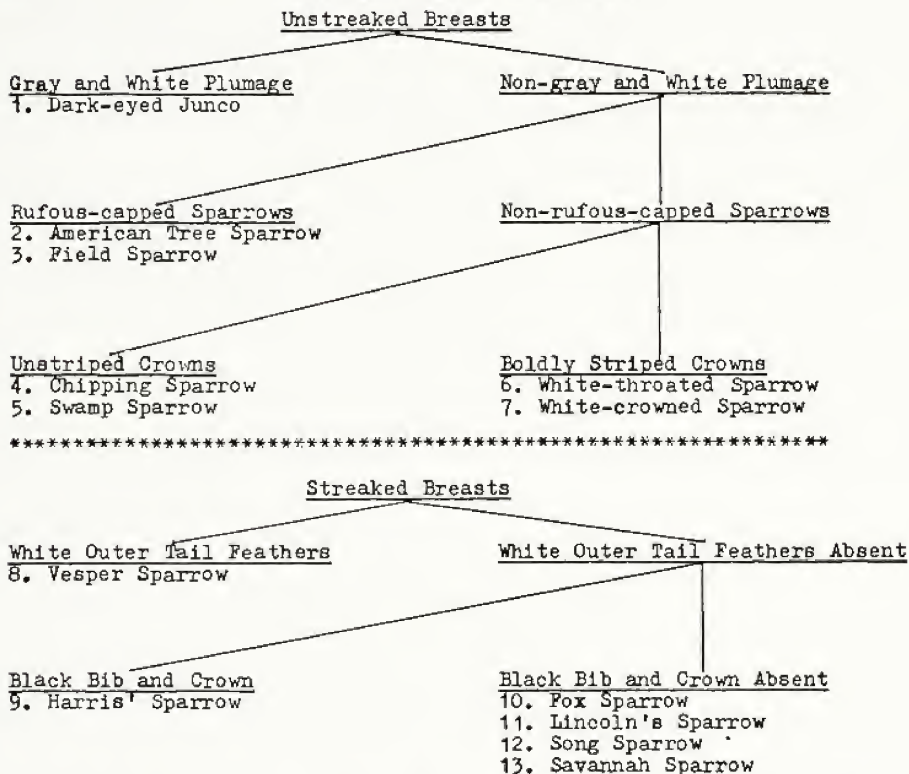 Unstreaked Breasts
Gray and White Plumage
1. Dark-eyed Junco
Non-gray and White Plumage
Rufous-capped Sparrows
2. American Tree Sparrow
3. Field Sparrow
Non-rufous-capped Sparrows
Unstriped Crowns
4. Chipping Sparrow
5. Swamp Sparrow
Boldly Striped Crowns
6. White-throated Sparrow
7. White-crowned Sparrow
*****************************************************************
Streaked Breasts
White Outer Tail Feathers
8. Vesper Sparrow
White Outer Tail Feathers Absent
Black Bib and Crown
9. Harris' Sparrow
Black Bib and Crown Absent
10. Fox Sparrow
11. Lincoln's Sparrow
12. Song Sparrow
13. Savannah Sparrow